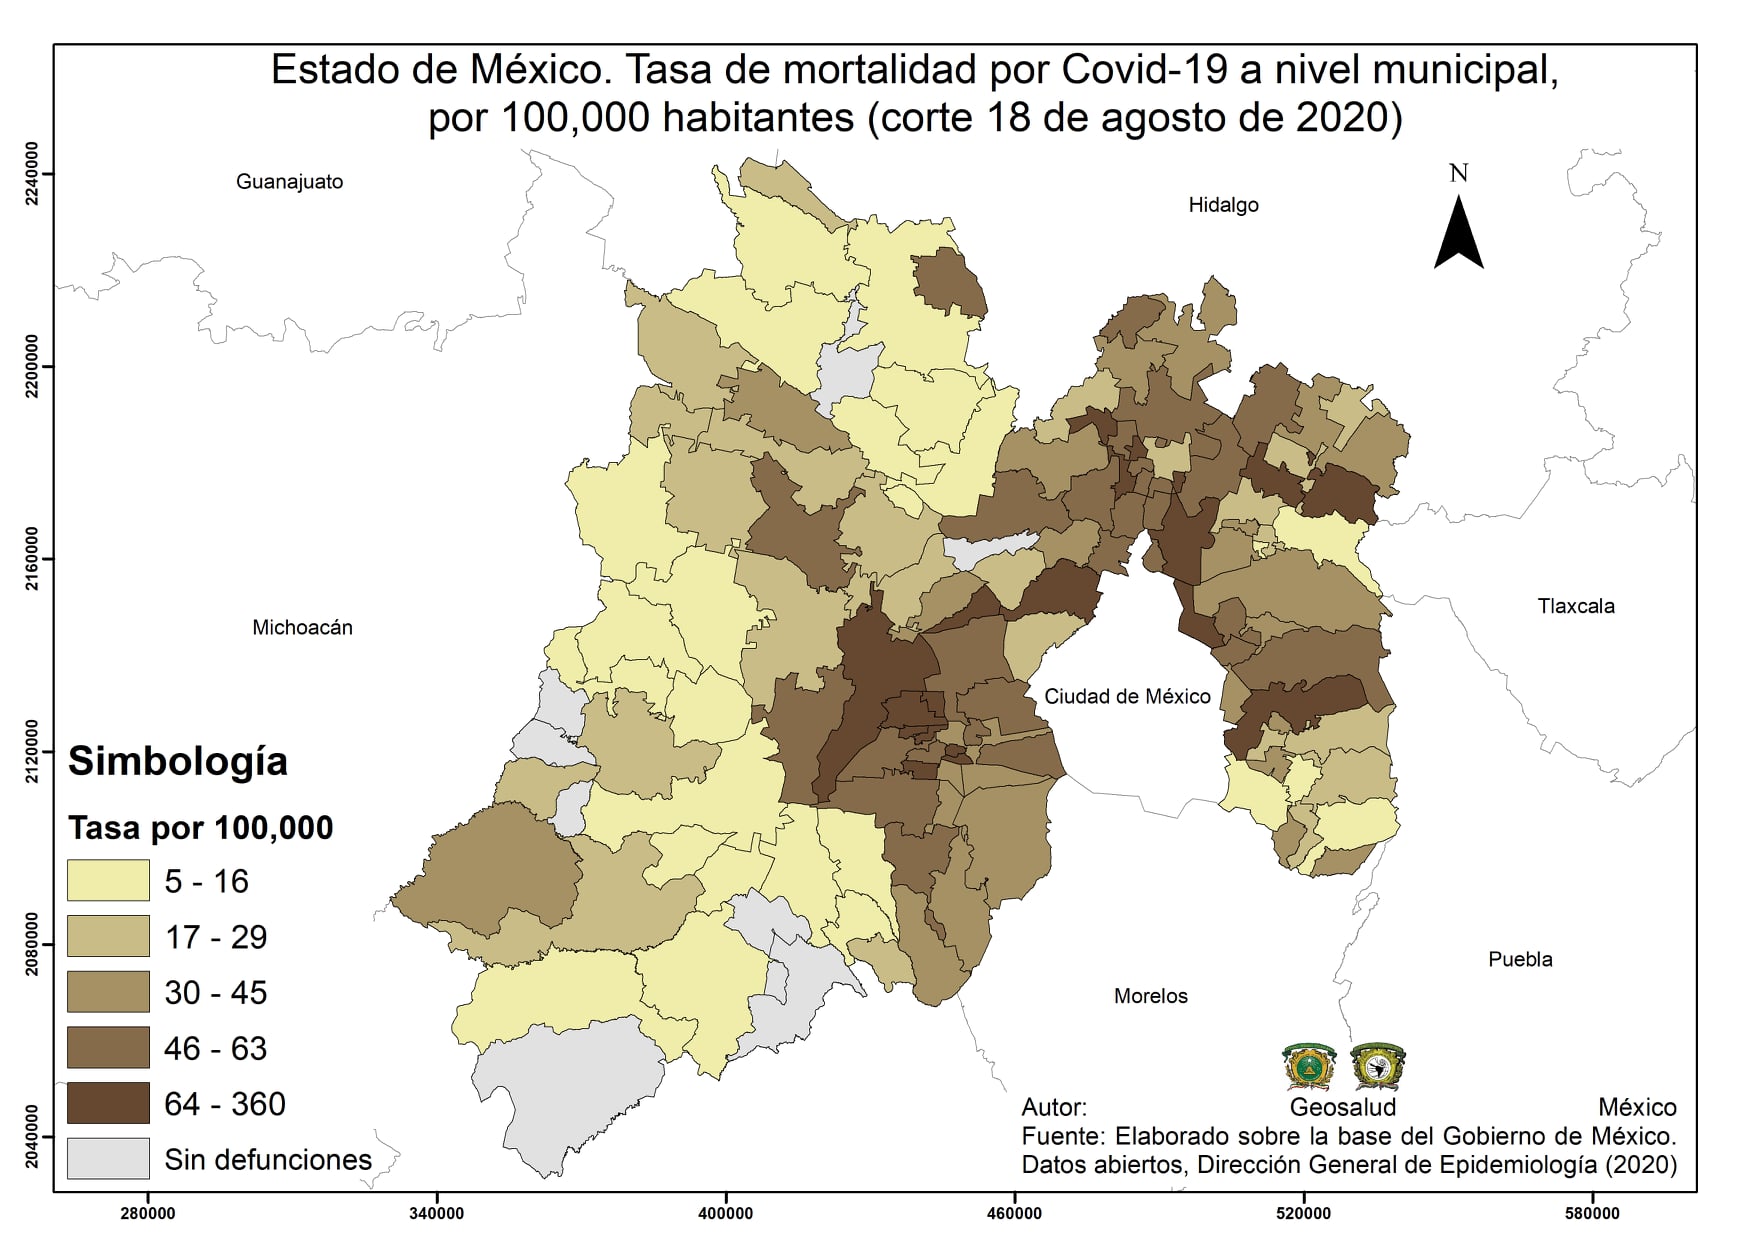 Estado de México. Tasa de mortalidad por Covid-19 a nivel municipal,
por 100,000 habitantes (corte 18 de agosto de 2020)
Guanajuato
Hidalgo
N
Michoacán
Tlaxcala
Ciudad de México
Puebla
Morelos
Simbología
Tasa por 100,000
5 - 16
17 - 29
30 - 45
46 - 63
64 - 360
Sin defunciones
Autor: Geosalud México
Fuente: Elaborado sobre la base del Gobierno de México.
Datos abiertos, Dirección General de Epidemiología (2020)
2240000
2200000
2160000
2120000
2080000
2040000
280000
340000
400000
460000
520000
580000